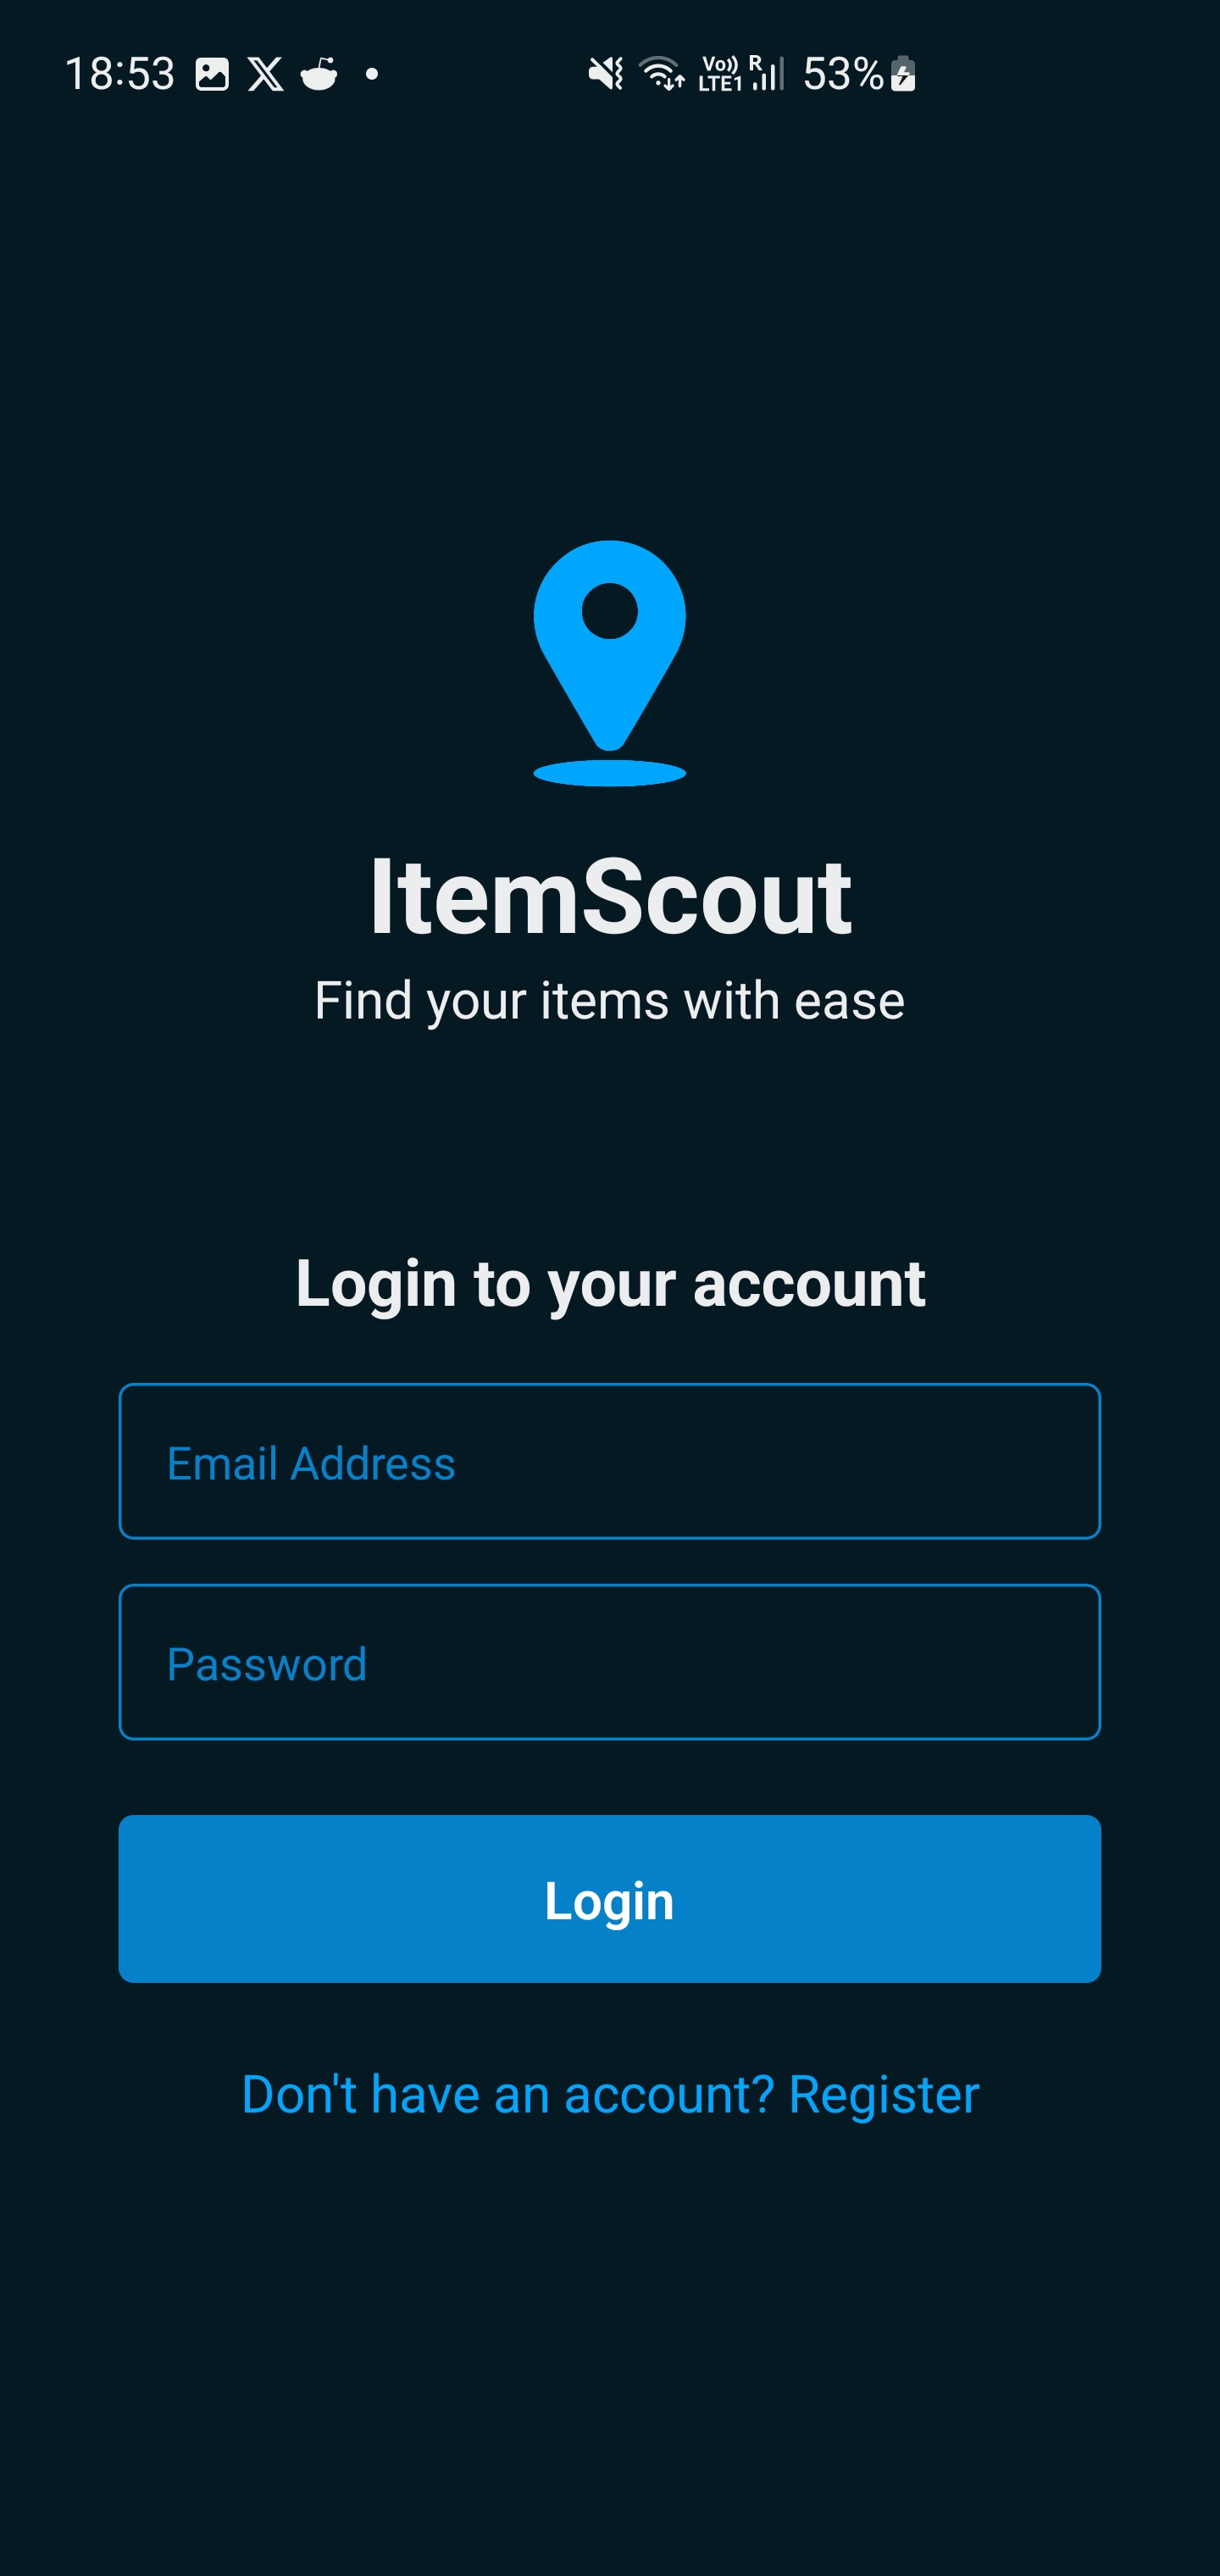 18:53 Vo)) LTE1 R 53%
ItemScout
Find your items with ease
Login to your account
Email Address
Password
Login
Don't have an account? Register